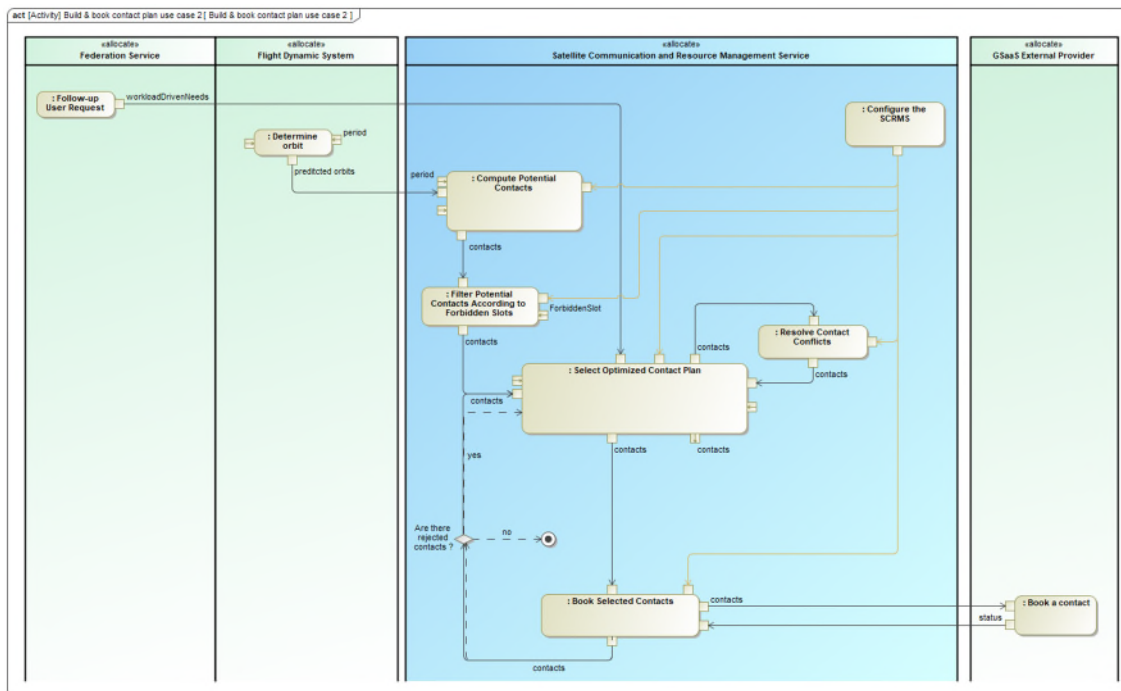 act [Activity] Build & book contact plan use case 2 [ Build & book contact plan use case 2 ]
«allocate»
Federation Service
«allocate»
Flight Dynamic System
«allocate»
Satellite Communication and Resource Management Service
«allocate»
GSaaS External Provider
: Follow-up
User Request
workloadDrivenNeeds
: Configure the
SCRMS
: Determine
orbit
period
preditcted orbits
period
: Compute Potential
Contacts
contacts
: Filter Potential
Contacts According to
Forbidden Slots
ForbiddenSlot
contacts
: Resolve Contact
Conflicts
contacts
contacts
: Select Optimized Contact Plan
contacts
contacts
contacts
yes
Are there
rejected
contacts ?
no
: Book Selected Contacts
contacts
: Book a contact
status
contacts